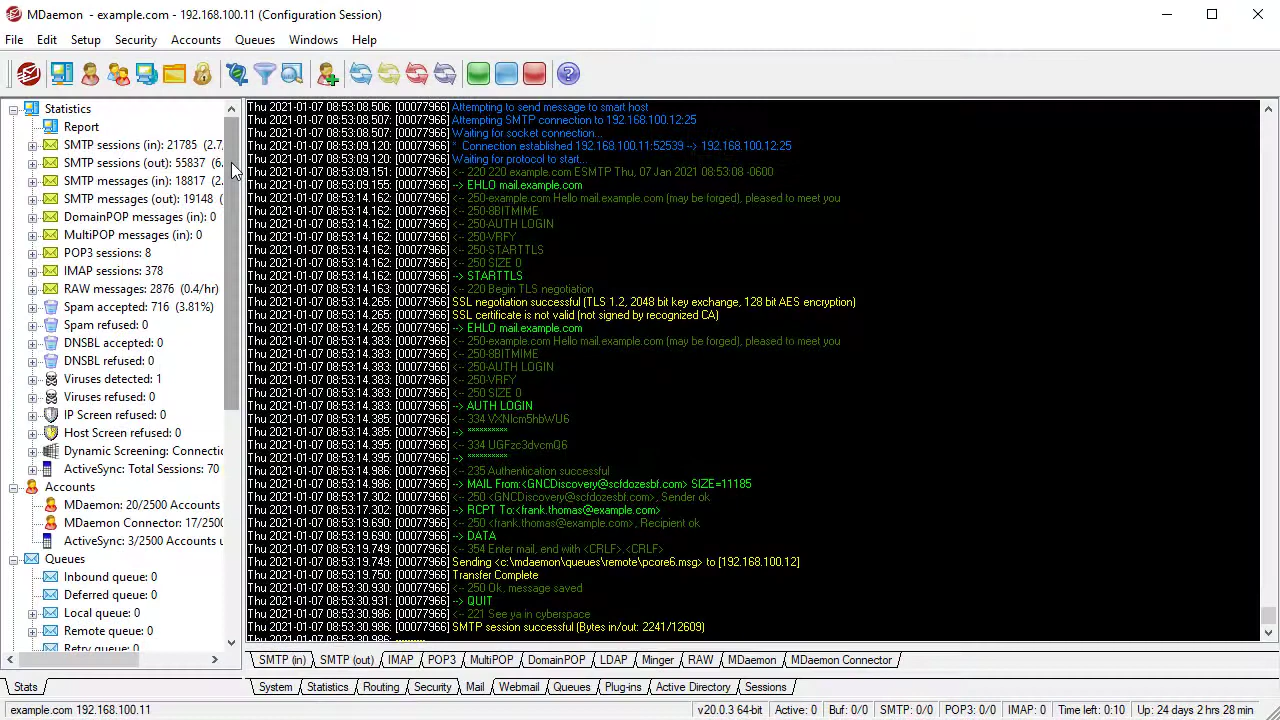 MDaemon - example.com - 192.168.100.11 (Configuration Session)
File Edit Setup Security Accounts Queues Windows Help
Statistics
Report
SMTP sessions (in): 21785 (2.7
SMTP sessions (out): 55837 (6.
SMTP messages (in): 18817 (2.
SMTP messages (out): 19148 (
DomainPOP messages (in): 0
MultiPOP messages (in): 0
POP3 sessions: 8
IMAP sessions: 378
RAW messages: 2876 (0.4/hr)
Spam accepted: 716 (3.81%)
Spam refused: 0
DNSBL accepted: 0
DNSBL refused: 0
Viruses detected: 1
Viruses refused: 0
IP Screen refused: 0
Host Screen refused: 0
Dynamic Screening: Connectio
ActiveSync: Total Sessions: 70
Accounts
MDaemon: 20/2500 Accounts
MDaemon Connector: 17/2500
ActiveSync: 3/2500 Accounts u
Queues
Inbound queue: 0
Deferred queue: 0
Local queue: 0
Remote queue: 0
Retry queue: 0
Stats
Thu 2021-01-07 08:53:08.506: [00077966] Attempting to send message to smart host
Thu 2021-01-07 08:53:08.507: [00077966] Attempting SMTP connection to 192.168.100.12:25
Thu 2021-01-07 08:53:08.507: [00077966] Waiting for socket connection...
Thu 2021-01-07 08:53:09.120: [00077966] * Connection established 192.168.100.11:52539 --> 192.168.100.12:25
Thu 2021-01-07 08:53:09.120: [00077966] Waiting for protocol to start...
Thu 2021-01-07 08:53:09.151: [00077966] <-- 220 220 example.com ESMTP Thu, 07 Jan 2021 08:53:08 -0600
Thu 2021-01-07 08:53:09.155: [00077966] --> EHLO mail.example.com
Thu 2021-01-07 08:53:14.162: [00077966] <-- 250-example.com Hello mail.example.com (may be forged), pleased to meet you
Thu 2021-01-07 08:53:14.162: [00077966] <-- 250-8BITMIME
Thu 2021-01-07 08:53:14.162: [00077966] <-- 250-AUTH LOGIN
Thu 2021-01-07 08:53:14.162: [00077966] <-- 250-VRFY
Thu 2021-01-07 08:53:14.162: [00077966] <-- 250-STARTTLS
Thu 2021-01-07 08:53:14.162: [00077966] <-- 250 SIZE 0
Thu 2021-01-07 08:53:14.162: [00077966] --> STARTTLS
Thu 2021-01-07 08:53:14.162: [00077966] <-- 220 Begin TLS negotiation
Thu 2021-01-07 08:53:14.265: [00077966] SSL negotiation successful (TLS 1.2, 2048 bit key exchange, 128 bit AES encryption)
Thu 2021-01-07 08:53:14.265: [00077966] SSL certificate is not valid (not signed by recognized CA)
Thu 2021-01-07 08:53:14.265: [00077966] --> EHLO mail.example.com
Thu 2021-01-07 08:53:14.383: [00077966] <-- 250-example.com Hello mail.example.com (may be forged), pleased to meet you
Thu 2021-01-07 08:53:14.383: [00077966] <-- 250-8BITMIME
Thu 2021-01-07 08:53:14.383: [00077966] <-- 250-AUTH LOGIN
Thu 2021-01-07 08:53:14.383: [00077966] <-- 250-VRFY
Thu 2021-01-07 08:53:14.383: [00077966] <-- 250 SIZE 0
Thu 2021-01-07 08:53:14.383: [00077966] --> AUTH LOGIN
Thu 2021-01-07 08:53:14.385: [00077966] <-- 334 VXNlcm5hbWU6
Thu 2021-01-07 08:53:14.395: [00077966] --> **********
Thu 2021-01-07 08:53:14.395: [00077966] <-- 334 UGFzc3dvcmQ6
Thu 2021-01-07 08:53:14.395: [00077966] --> **********
Thu 2021-01-07 08:53:14.986: [00077966] <-- 235 Authentication successful
Thu 2021-01-07 08:53:14.986: [00077966] --> MAIL From:<GNCDiscovery@scfdozesbf.com> SIZE=11185
Thu 2021-01-07 08:53:17.302: [00077966] <-- 250 <GNCDiscovery@scfdozesbf.com>, Sender ok
Thu 2021-01-07 08:53:17.302: [00077966] --> RCPT To:<frank.thomas@example.com>
Thu 2021-01-07 08:53:19.690: [00077966] <-- 250 <frank.thomas@example.com>, Recipient ok
Thu 2021-01-07 08:53:19.690: [00077966] --> DATA
Thu 2021-01-07 08:53:19.749: [00077966] <-- 354 Enter mail, end with <CRLF>.<CRLF>
Thu 2021-01-07 08:53:19.749: [00077966] Sending <c:\mdaemon\queues\remote\pcore6.msg> to [192.168.100.12]
Thu 2021-01-07 08:53:19.750: [00077966] Transfer Complete
Thu 2021-01-07 08:53:30.930: [00077966] <-- 250 Ok, message saved
Thu 2021-01-07 08:53:30.931: [00077966] --> QUIT
Thu 2021-01-07 08:53:30.986: [00077966] <-- 221 See ya in cyberspace
Thu 2021-01-07 08:53:30.986: [00077966] SMTP session successful (Bytes in/out: 2241/12609)
Thu 2021-01-07 08:53:30.986: ----------
SMTP (in) SMTP (out) IMAP POP3 MultiPOP DomainPOP LDAP Minger RAW MDaemon MDaemon Connector
System Statistics Routing Security Mail Webmail Queues Plug-ins Active Directory Sessions
example.com 192.168.100.11 v20.0.3 64-bit Active: 0 Buf: 0/0 SMTP: 0/0 POP3: 0/0 IMAP: 0 Time left: 0:10 Up: 24 days 2 hrs 28 min